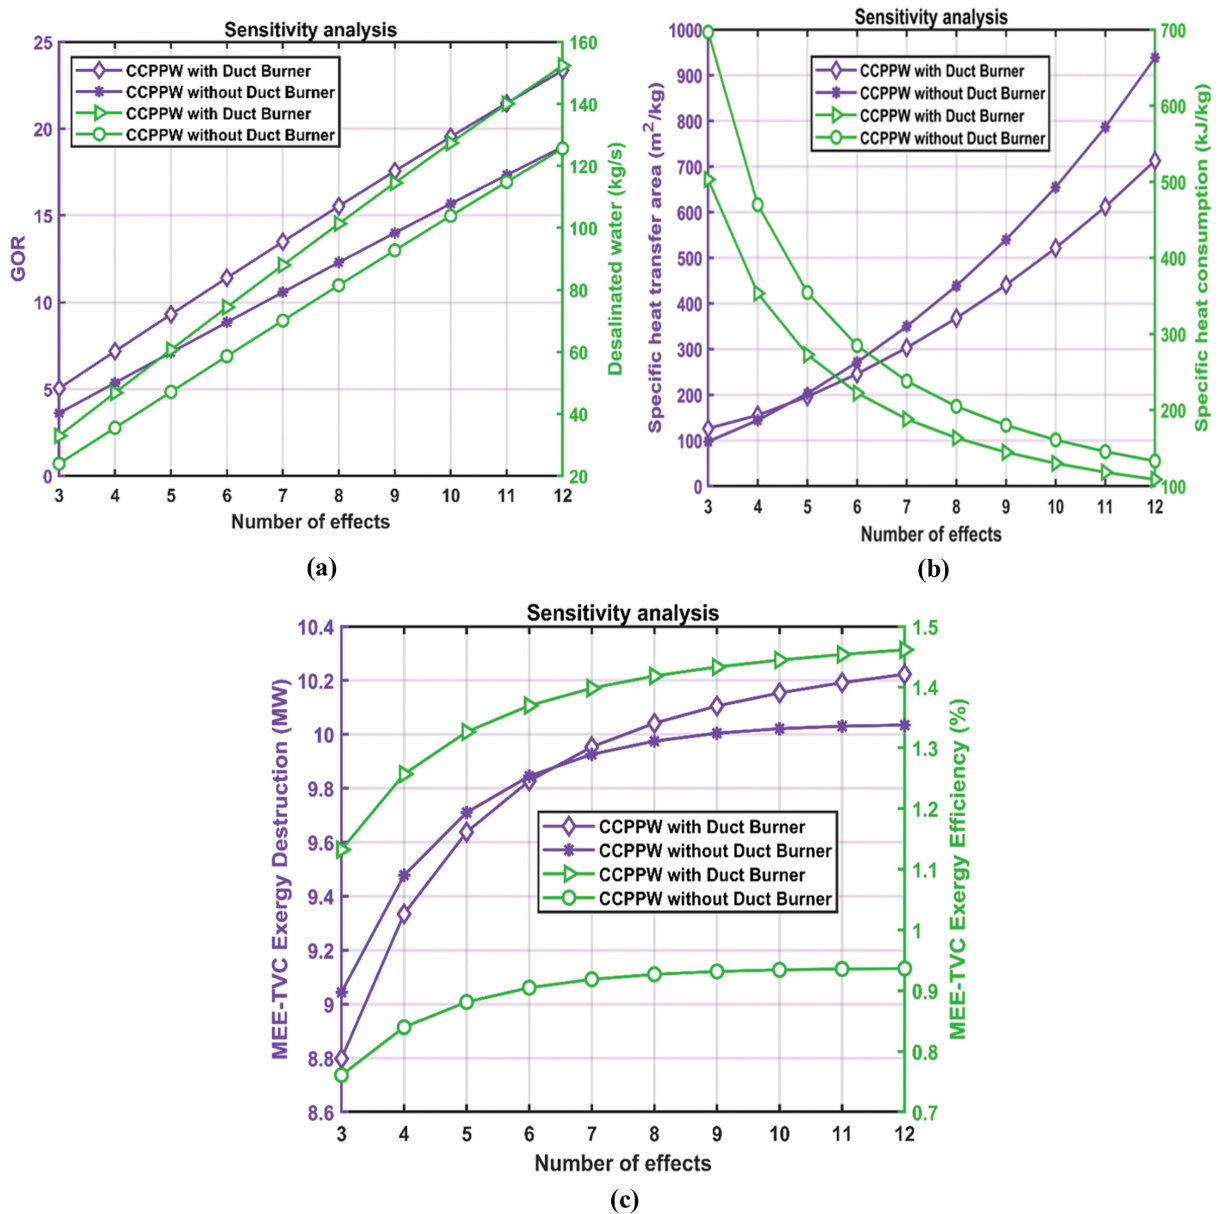 Sensitivity analysis
25
20
15
10
5
0
GOR
160
140
120
100
80
60
40
20
Desalinated water (kg/s)
CCPPW with Duct Burner
CCPPW without Duct Burner
CCPPW with Duct Burner
CCPPW without Duct Burner
3 4 5 6 7 8 9 10 11 12
Number of effects
(a)
Sensitivity analysis
1000
900
800
700
600
500
400
300
200
100
0
Specific heat transfer area (m²/kg)
700
600
500
400
300
200
100
Specific heat consumption (kJ/kg)
CCPPW with Duct Burner
CCPPW without Duct Burner
CCPPW with Duct Burner
CCPPW without Duct Burner
3 4 5 6 7 8 9 10 11 12
Number of effects
(b)
Sensitivity analysis
10.4
10.2
10
9.8
9.6
9.4
9.2
9
8.8
8.6
MEE-TVC Exergy Destruction (MW)
1.5
1.4
1.3
1.2
1.1
1
0.9
0.8
0.7
MEE-TVC Exergy Efficiency (%)
CCPPW with Duct Burner
CCPPW without Duct Burner
CCPPW with Duct Burner
CCPPW without Duct Burner
3 4 5 6 7 8 9 10 11 12
Number of effects
(c)